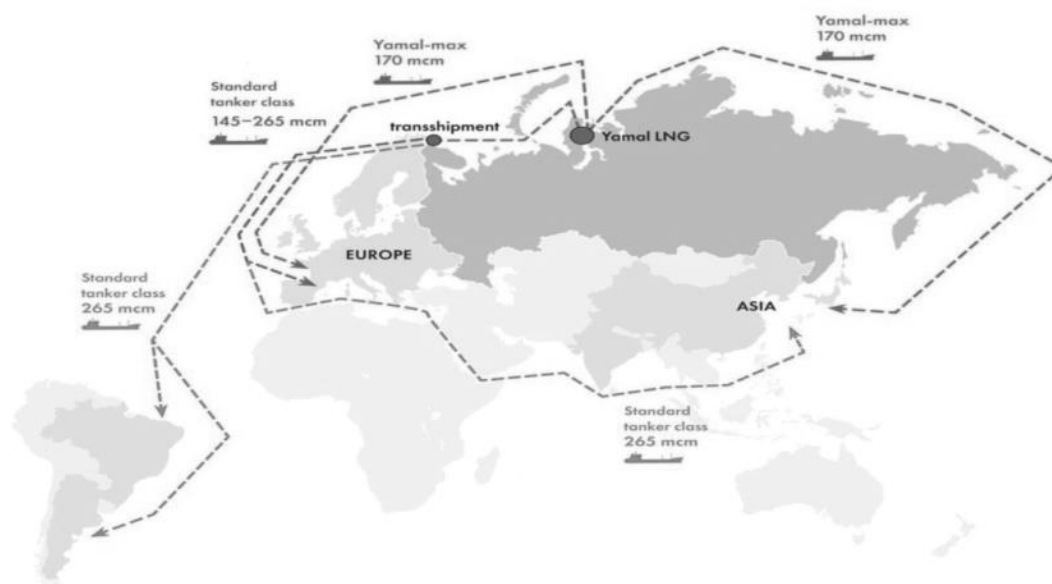 Yamal-max
170 mcm
Yamal-max
170 mcm
Standard
tanker class
145–265 mcm
transshipment
Yamal LNG
EUROPE
Standard
tanker class
265 mcm
ASIA
Standard
tanker class
265 mcm